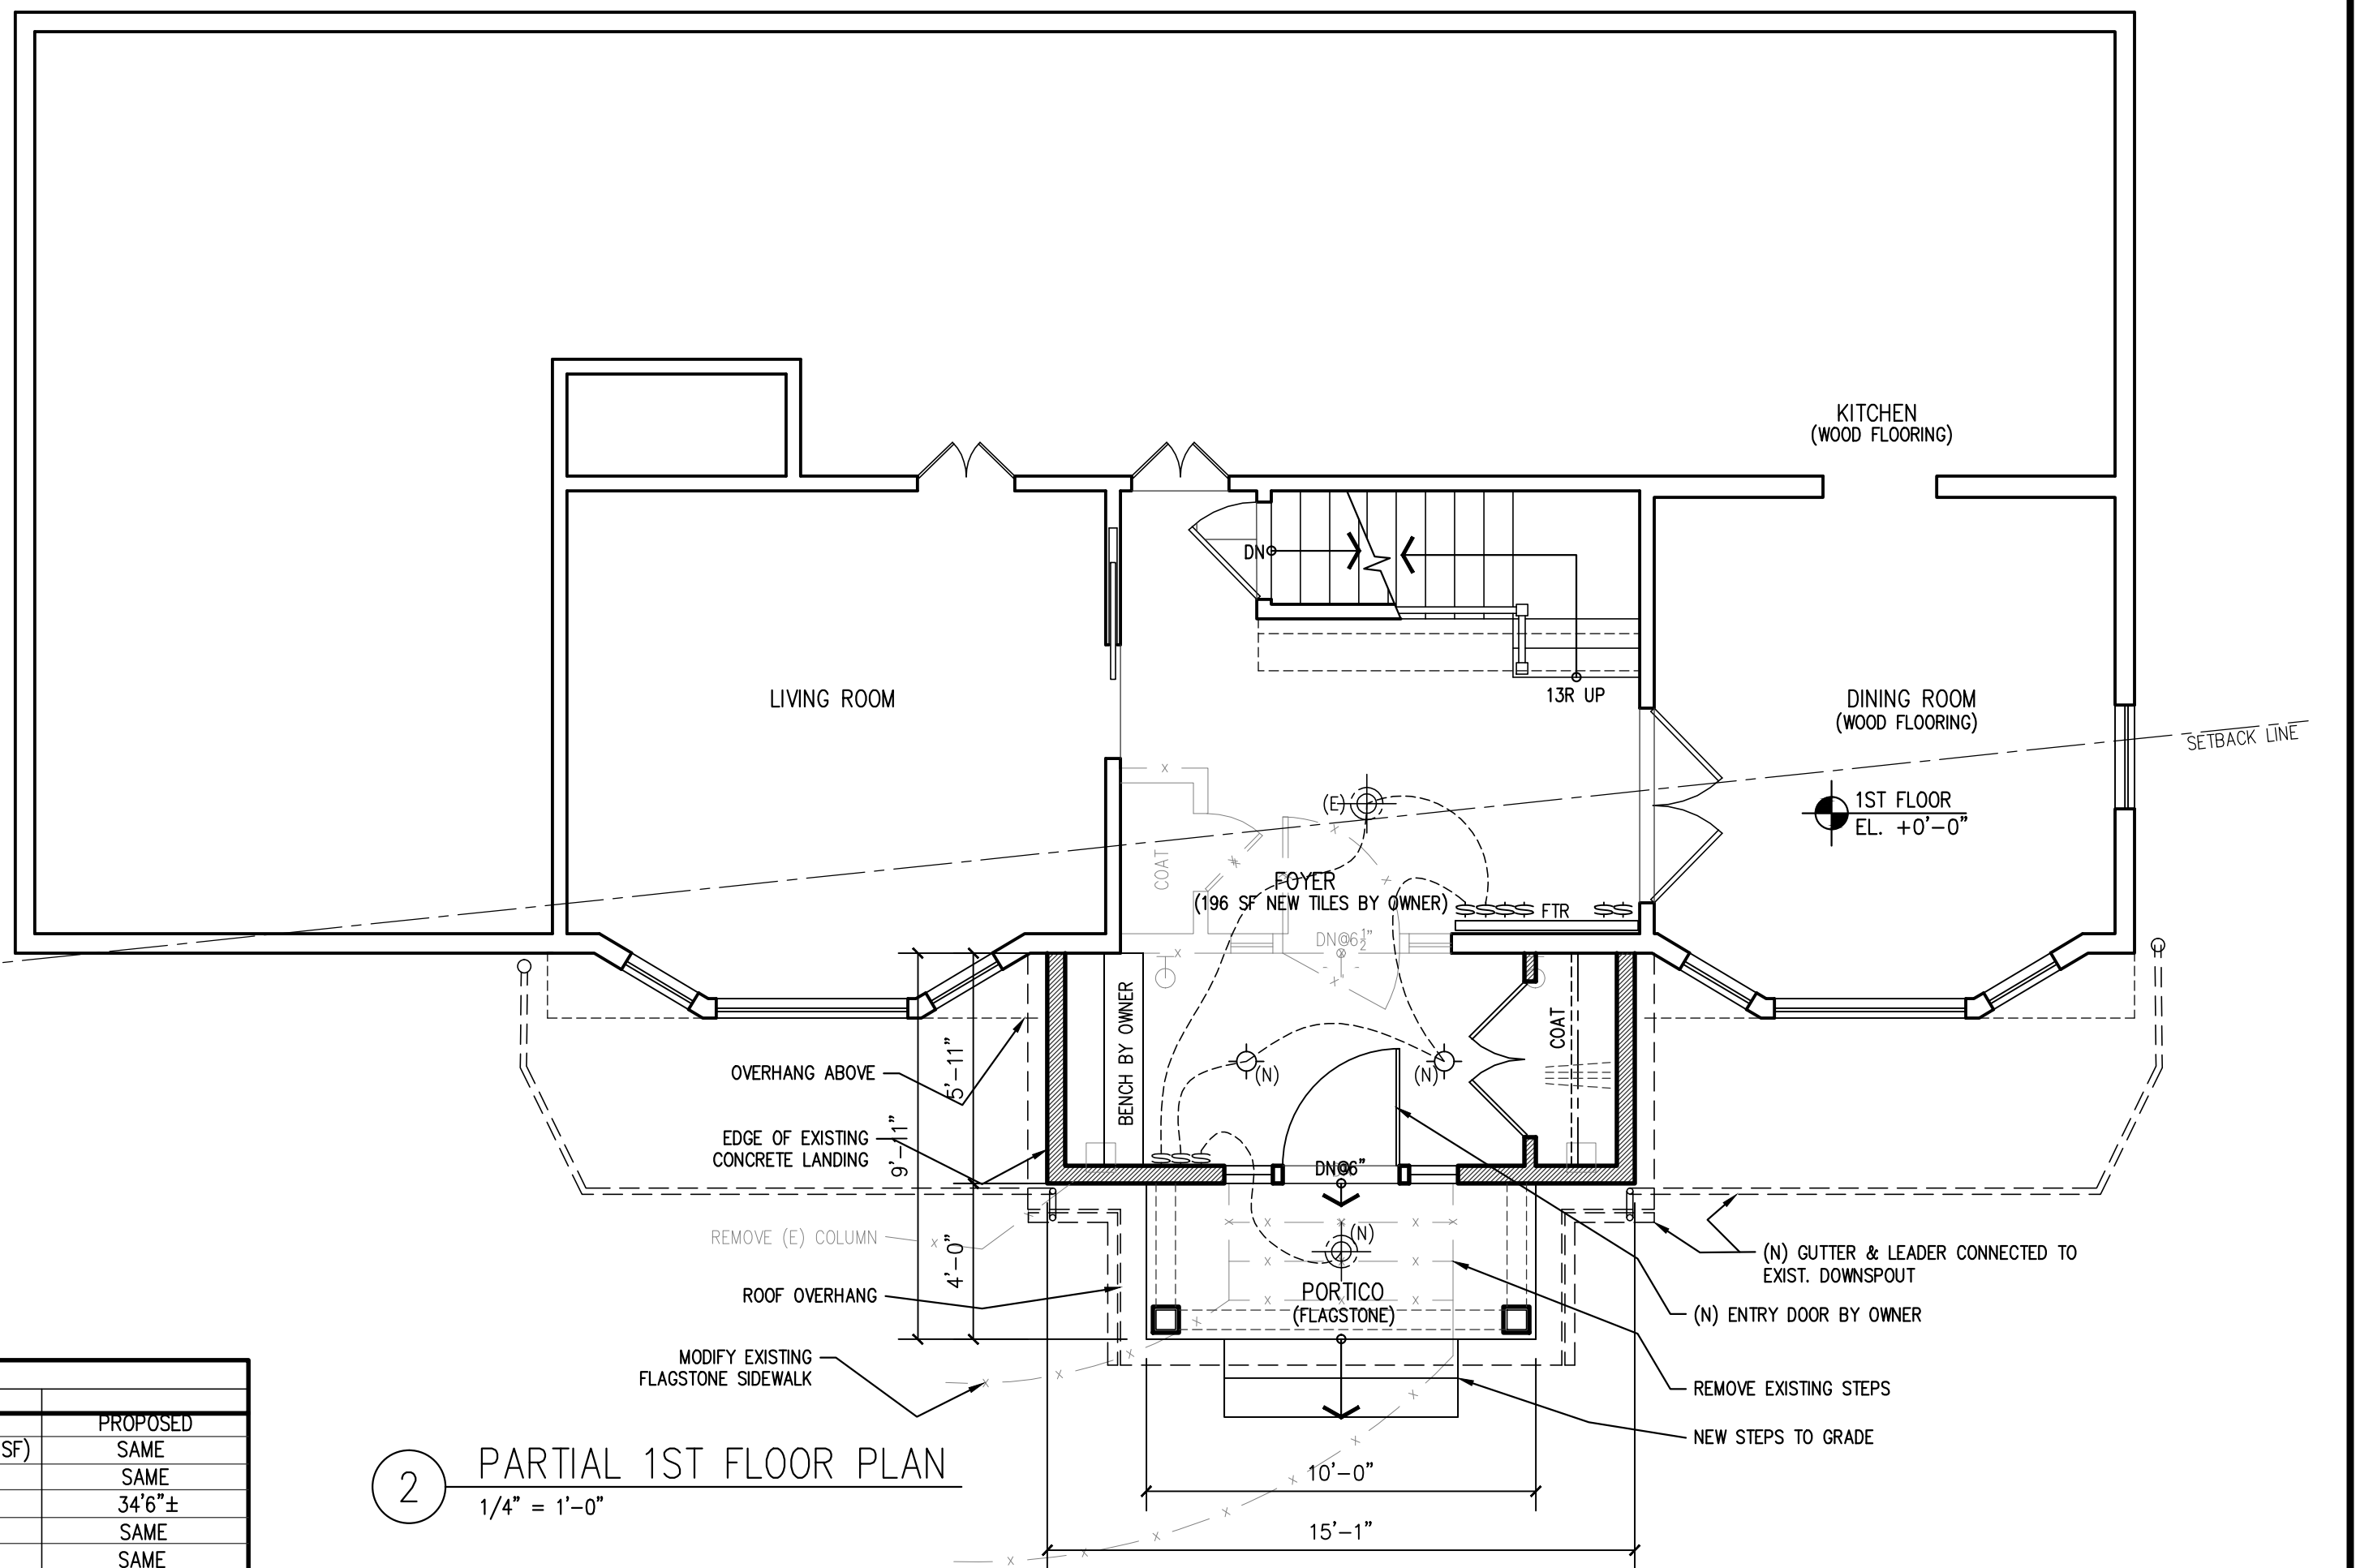 KITCHEN
(WOOD FLOORING)
DN
13R UP
LIVING ROOM
DINING ROOM
(WOOD FLOORING)
SETBACK LINE
(E)
1ST FLOOR
EL. +0'-0"
COAT
FOYER
(196 SF NEW TILES BY OWNER)
FTR
DN@6½"
BENCH BY OWNER
COAT
OVERHANG ABOVE
5'-11"
(N)
(N)
EDGE OF EXISTING
CONCRETE LANDING
9'-11"
DN@6"
REMOVE (E) COLUMN
4'-0"
(N)
(N) GUTTER & LEADER CONNECTED TO
EXIST. DOWNSPOUT
ROOF OVERHANG
PORTICO
(FLAGSTONE)
(N) ENTRY DOOR BY OWNER
MODIFY EXISTING
FLAGSTONE SIDEWALK
REMOVE EXISTING STEPS
NEW STEPS TO GRADE
PROPOSED
SF) SAME
SAME
34'6"±
SAME
SAME
2 PARTIAL 1ST FLOOR PLAN
1/4" = 1'-0"
10'-0"
15'-1"